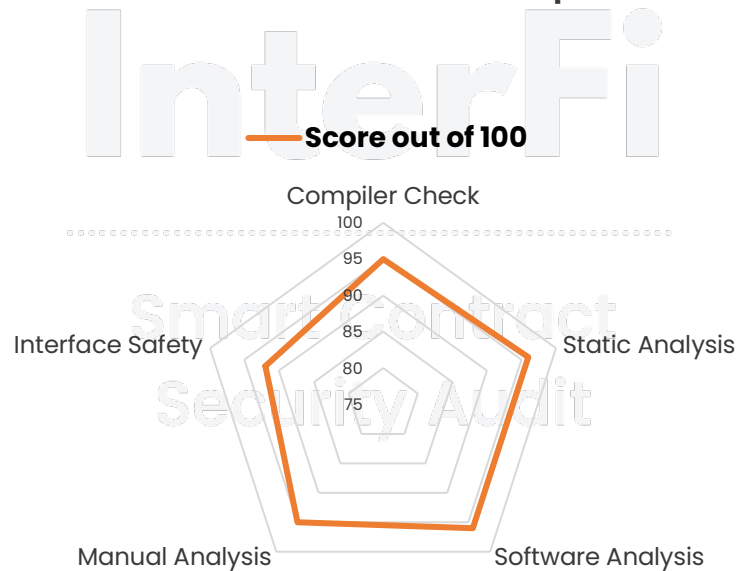 InterFi
Score out of 100
Compiler Check
100
95
90
85
80
75
Smart Contract
Interface Safety
Static Analysis
Security Audit
Manual Analysis
Software Analysis